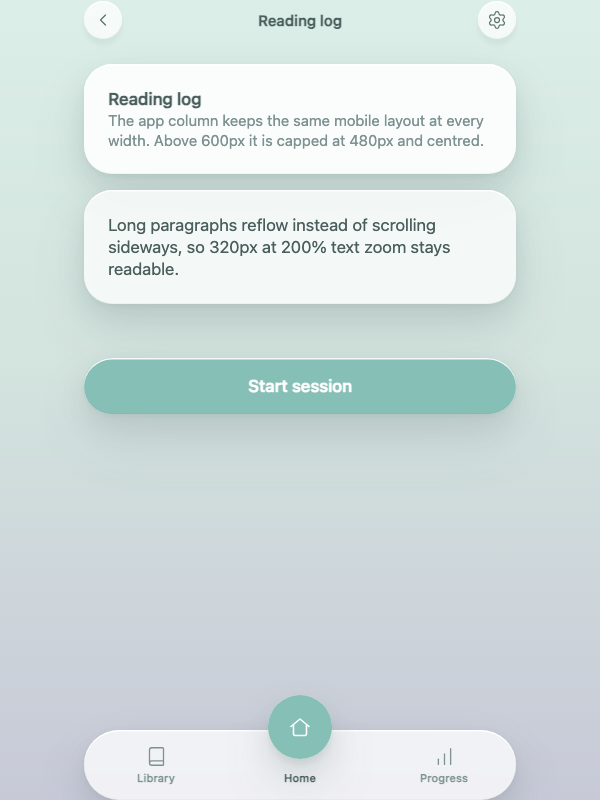 Reading log
Reading log
The app column keeps the same mobile layout at every
width. Above 600px it is capped at 480px and centred.
Long paragraphs reflow instead of scrolling
sideways, so 320px at 200% text zoom stays
readable.
Start session
Library
Home
Progress